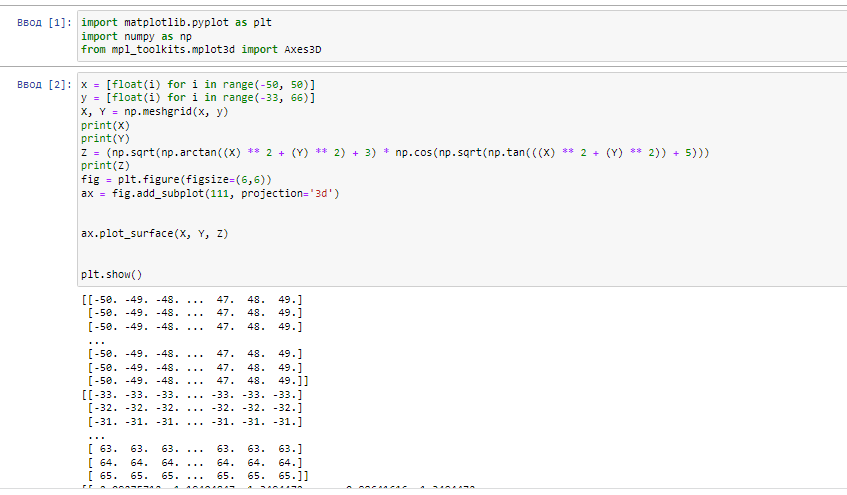 Ввод [1]: import matplotlib.pyplot as plt
import numpy as np
from mpl_toolkits.mplot3d import Axes3D
Ввод [2]: x = [float(i) for i in range(-50, 50)]
y = [float(i) for i in range(-33, 66)]
X, Y = np.meshgrid(x, y)
print(X)
print(Y)
Z = (np.sqrt(np.arctan((X) ** 2 + (Y) ** 2) + 3) * np.cos(np.sqrt(np.tan(((X) ** 2 + (Y) ** 2)) + 5)))
print(Z)
fig = plt.figure(figsize=(6,6))
ax = fig.add_subplot(111, projection='3d')
ax.plot_surface(X, Y, Z)
plt.show()
[[-50. -49. -48. ... 47. 48. 49.]
[-50. -49. -48. ... 47. 48. 49.]
[-50. -49. -48. ... 47. 48. 49.]
...
[-50. -49. -48. ... 47. 48. 49.]
[-50. -49. -48. ... 47. 48. 49.]
[-50. -49. -48. ... 47. 48. 49.]]
[[-33. -33. -33. ... -33. -33. -33.]
[-32. -32. -32. ... -32. -32. -32.]
[-31. -31. -31. ... -31. -31. -31.]
...
[ 63. 63. 63. ... 63. 63. 63.]
[ 64. 64. 64. ... 64. 64. 64.]
[ 65. 65. 65. ... 65. 65. 65.]]